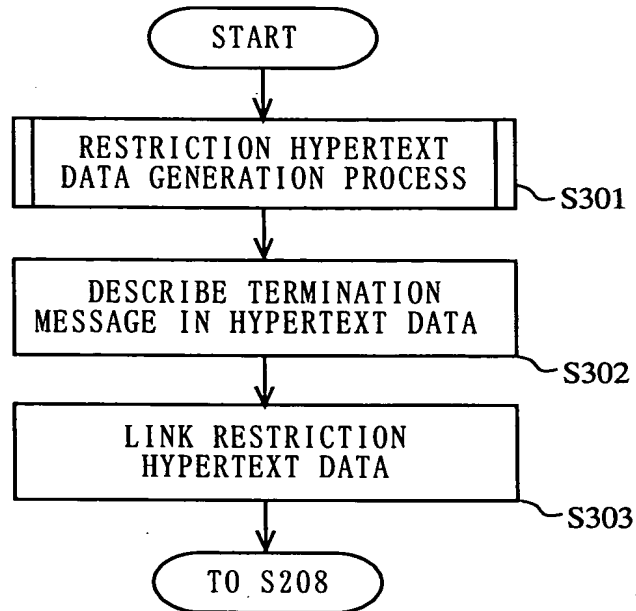 START
RESTRICTION HYPERTEXT
DATA GENERATION PROCESS
S301
DESCRIBE TERMINATION
MESSAGE IN HYPERTEXT DATA
S302
LINK RESTRICTION
HYPERTEXT DATA
S303
TO S208